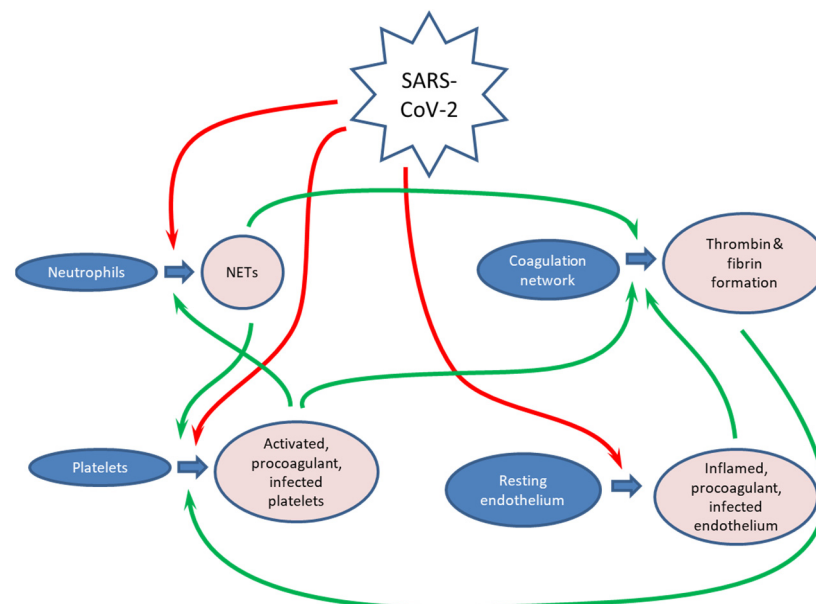 SARS-
CoV-2
Neutrophils
NETs
Coagulation
network
Thrombin &
fibrin
formation
Platelets
Activated,
procoagulant,
infected
platelets
Resting
endothelium
Inflamed,
procoagulant,
infected
endothelium